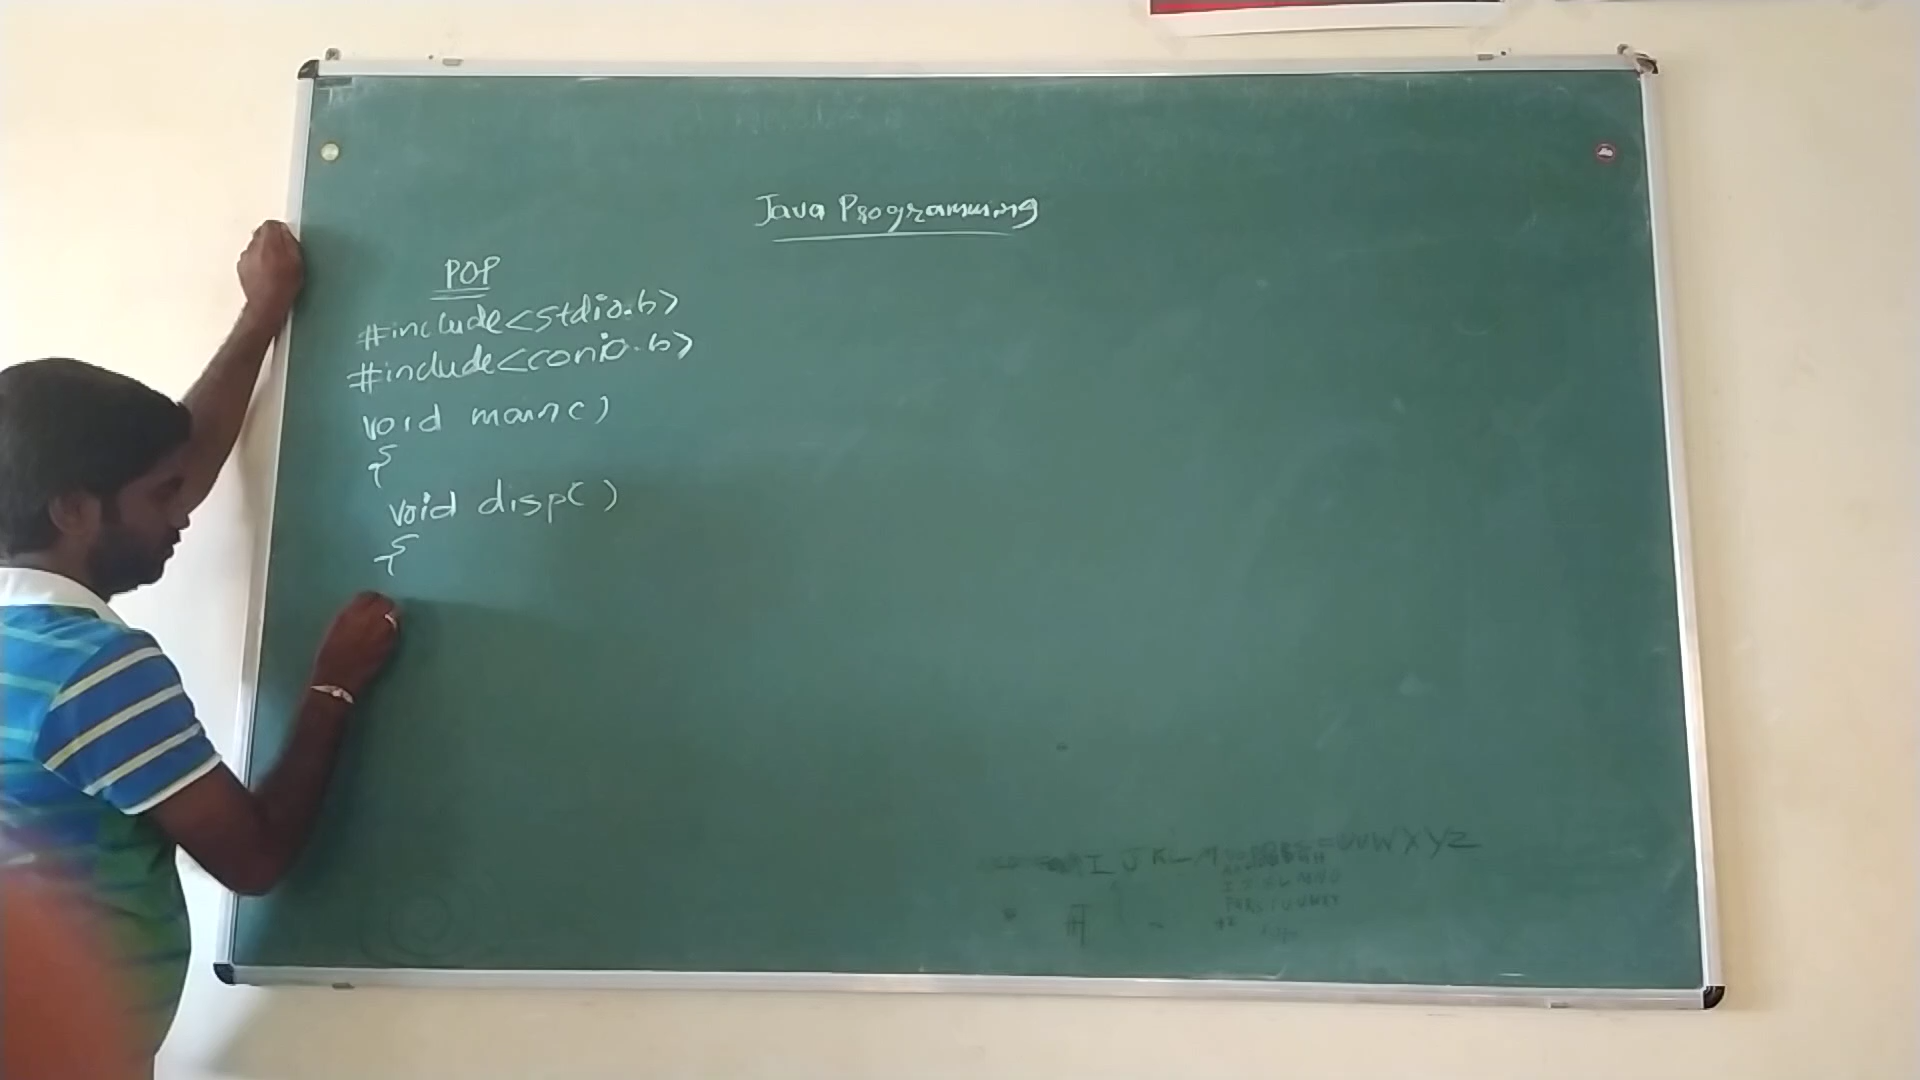 Java Programming
POP
#include<stdio.h>
#include<conio.h>
void main()
{
void disp()
{
I J K L M
U V W X Y Z